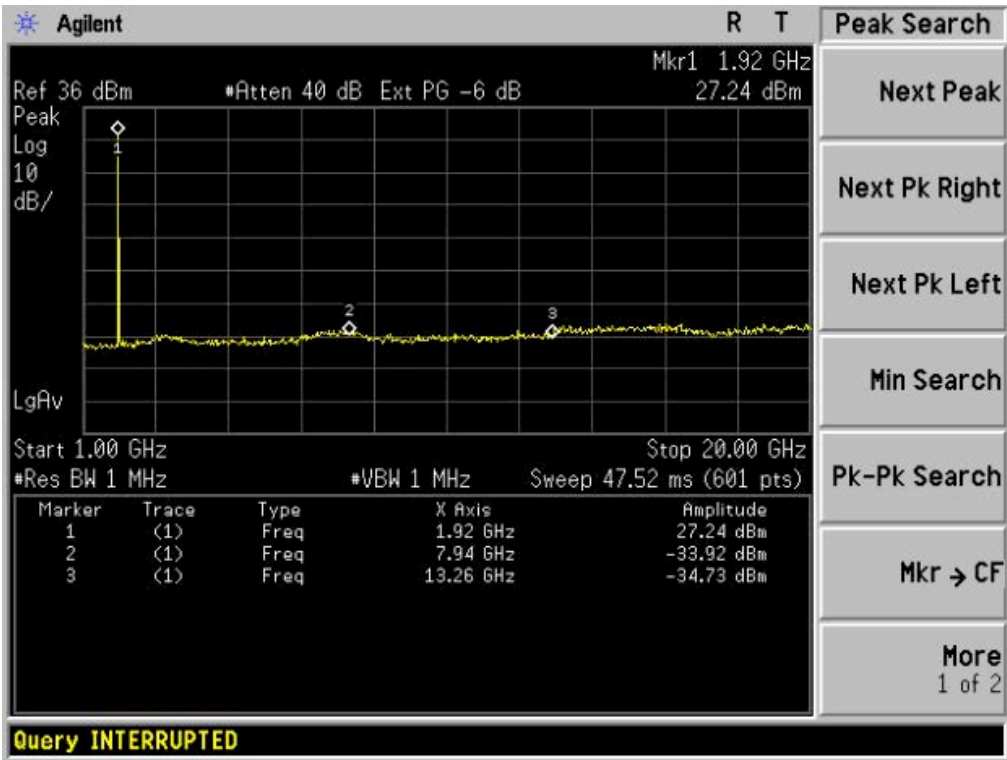 Agilent R T Peak Search
Mkr1 1.92 GHz
Ref 36 dBm #Atten 40 dB Ext PG -6 dB 27.24 dBm
Peak
Log
10
dB/
1
2
3
LgAv
Start 1.00 GHz Stop 20.00 GHz
#Res BW 1 MHz #VBW 1 MHz Sweep 47.52 ms (601 pts)
Marker Trace Type X Axis Amplitude
1 (1) Freq 1.92 GHz 27.24 dBm
2 (1) Freq 7.94 GHz -33.92 dBm
3 (1) Freq 13.26 GHz -34.73 dBm
Next Peak
Next Pk Right
Next Pk Left
Min Search
Pk-Pk Search
Mkr → CF
More
1 of 2
Query INTERRUPTED